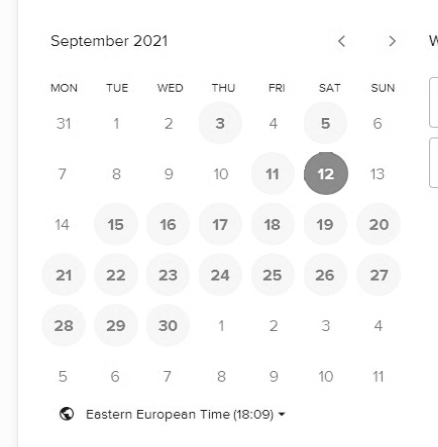 September 2021
MON TUE WED THU FRI SAT SUN
31 1 2 3 4 5 6
7 8 9 10 11 12 13
14 15 16 17 18 19 20
21 22 23 24 25 26 27
28 29 30 1 2 3 4
5 6 7 8 9 10 11
Eastern European Time (18:09)